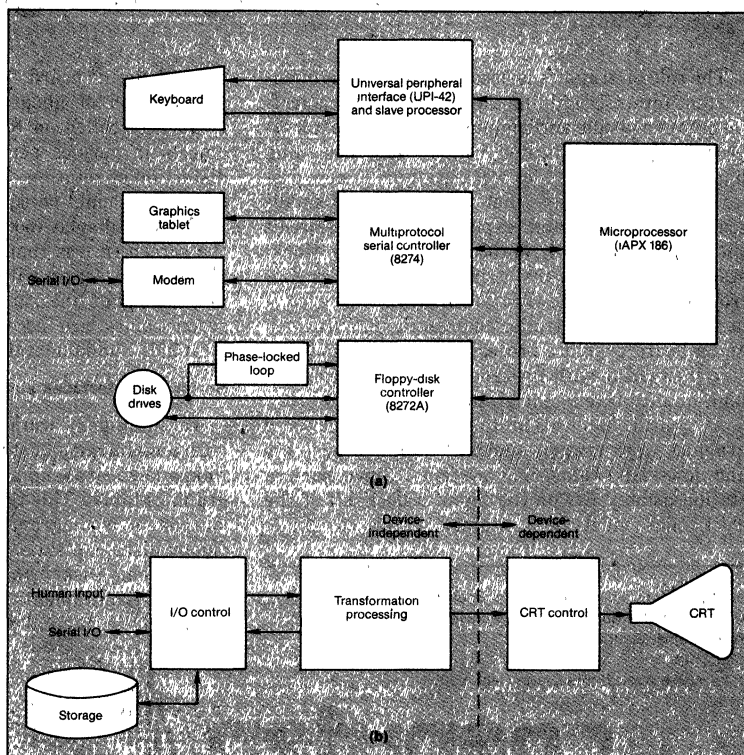 Keyboard
Universal peripheral
interface (UPI-42)
and slave processor
Graphics
tablet
Multiprotocol
serial controller
(8274)
Microprocessor
(iAPX 186)
Serial I/O
Modem
Phase-locked
loop
Disk
drives
Floppy-disk
controller
(8272A)
(a)
Device-
independent
Device-
dependent
Human Input
Serial I/O
I/O control
Transformation
processing
CRT control
CRT
Storage
(b)